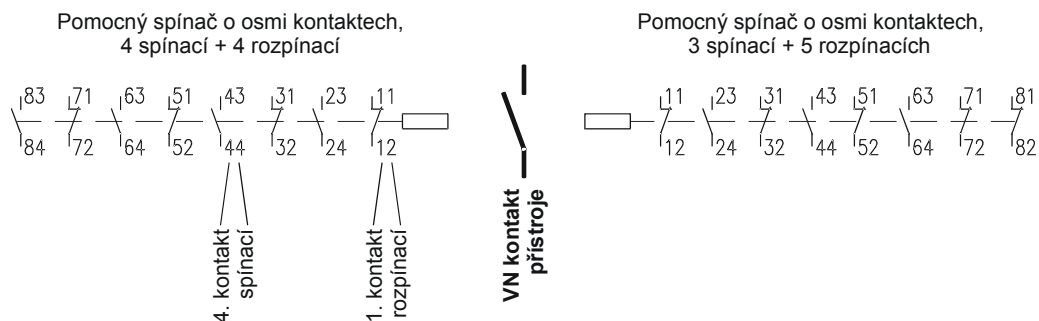 Pomocný spínač o osmi kontaktech,
4 spínací + 4 rozpínací
83 71 63 51 43 31 23 11
84 72 64 52 44 32 24 12
4. kontakt
spínací
1. kontakt
rozpínací
VN kontakt
přístroje
Pomocný spínač o osmi kontaktech,
3 spínací + 5 rozpínacích
11 23 31 43 51 63 71 81
12 24 32 44 52 64 72 82